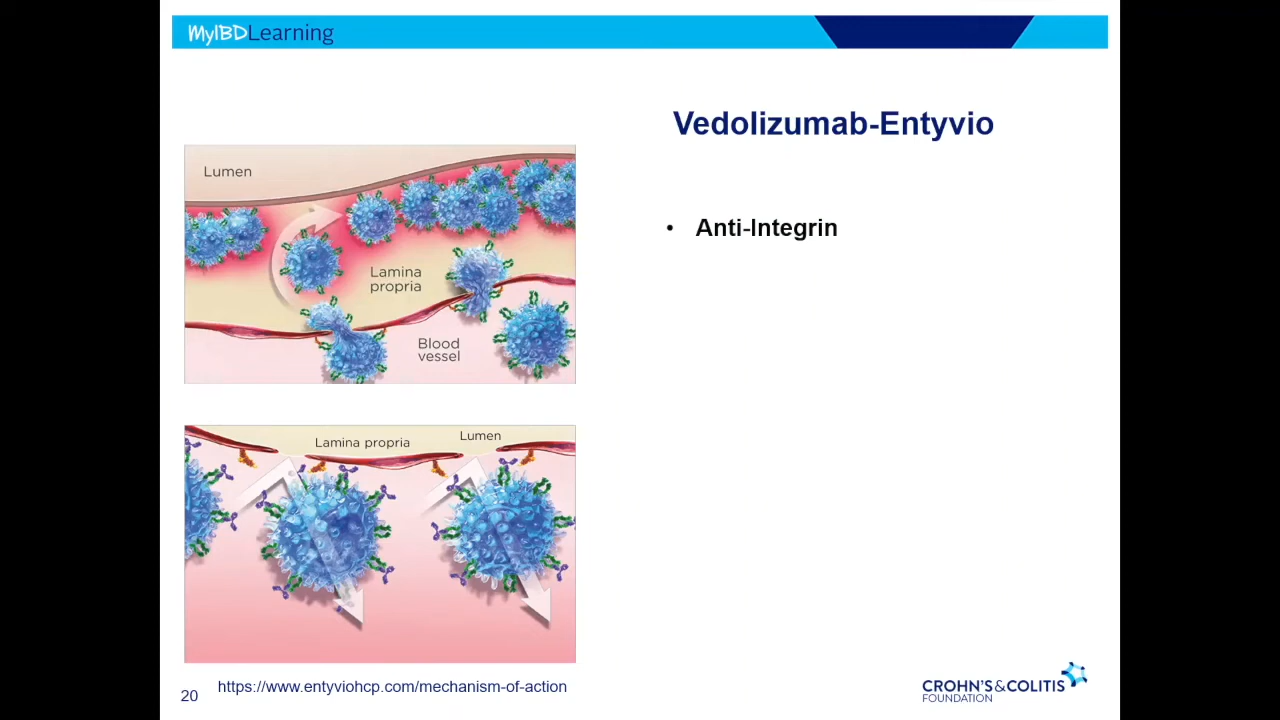 MyIBDLearning
Vedolizumab-Entyvio
• Anti-Integrin
Lumen
Lamina
propria
Blood
vessel
Lamina propria
Lumen
20
https://www.entyviohcp.com/mechanism-of-action
CROHN'S&COLITIS
FOUNDATION